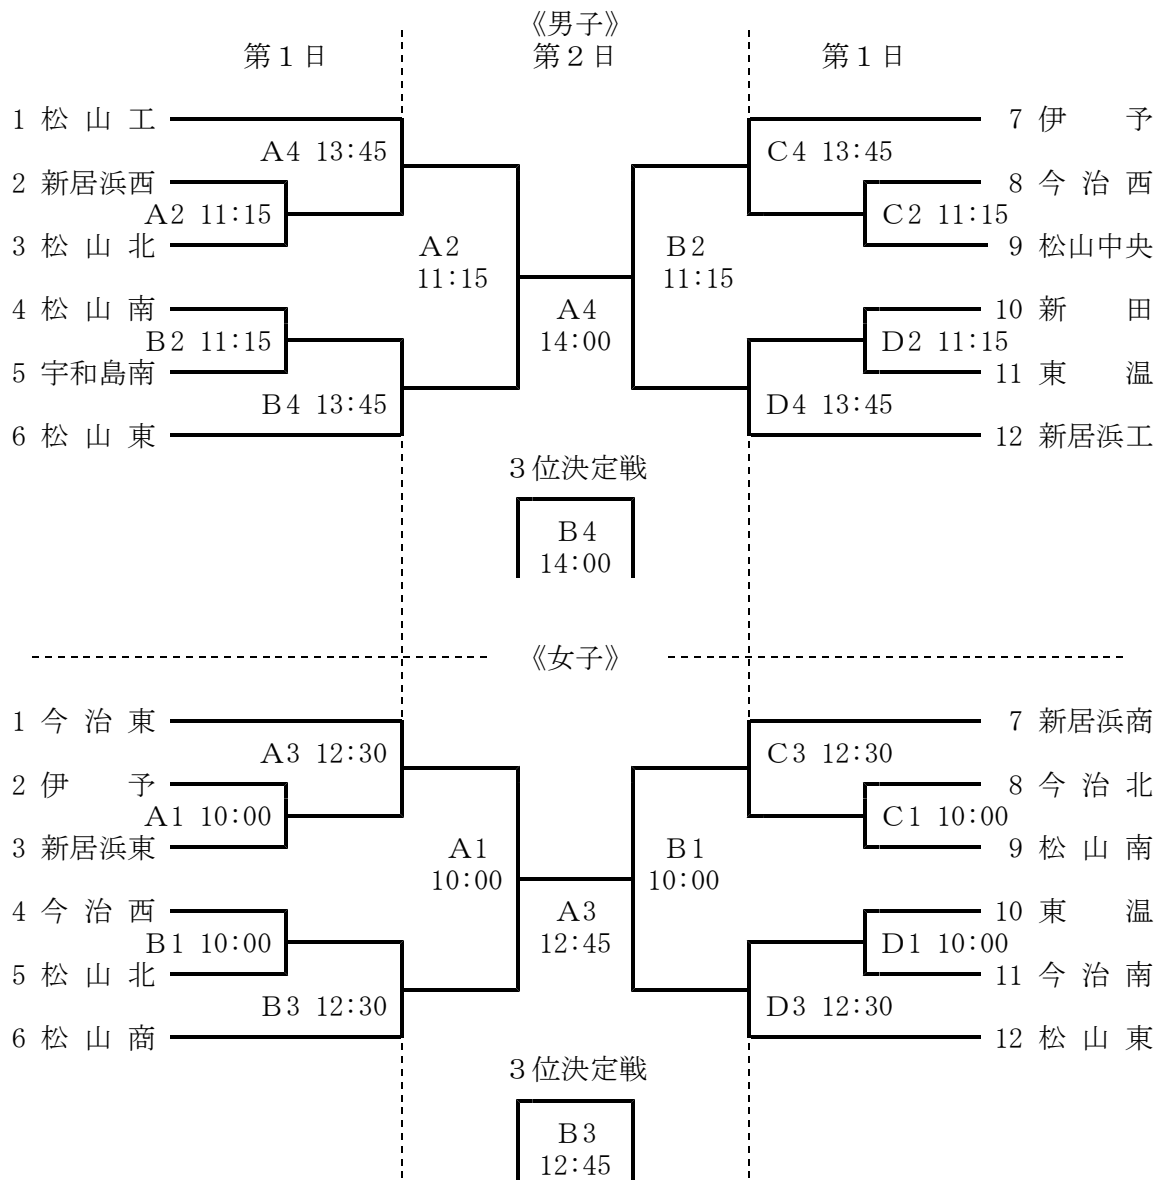 《男子》
第１日 第２日 第１日
1 松 山 工
7 伊 予
A4 13:45
C4 13:45
2 新居浜西
8 今 治 西
A2 11:15
C2 11:15
3 松 山 北
9 松山中央
A2
11:15
B2
11:15
4 松 山 南
10 新 田
A4
14:00
B2 11:15
D2 11:15
5 宇和島南
11 東 温
B4 13:45
D4 13:45
6 松 山 東
12 新居浜工
３位決定戦
B4
14:00
《女子》
1 今 治 東
7 新居浜商
A3 12:30
C3 12:30
2 伊 予
8 今 治 北
A1 10:00
C1 10:00
3 新居浜東
9 松 山 南
A1
10:00
B1
10:00
4 今 治 西
10 東 温
A3
12:45
B1 10:00
D1 10:00
5 松 山 北
11 今 治 南
B3 12:30
D3 12:30
6 松 山 商
12 松 山 東
３位決定戦
B3
12:45